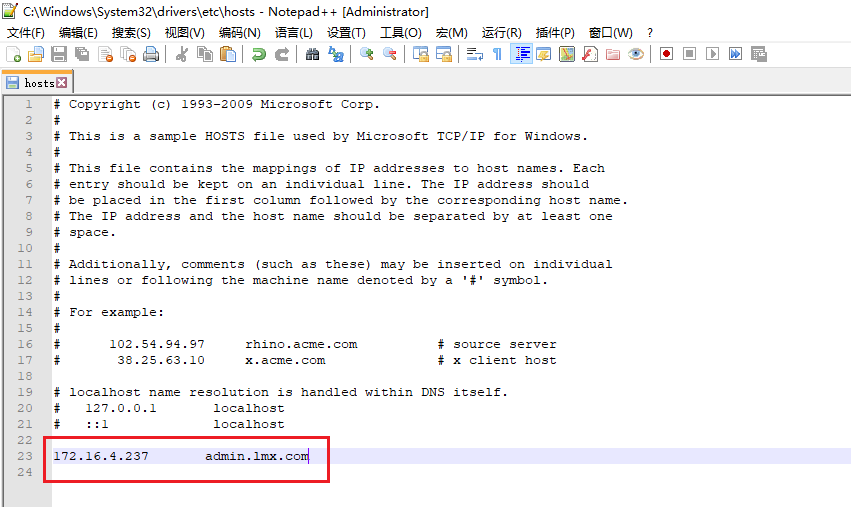 C:\Windows\System32\drivers\etc\hosts - Notepad++ [Administrator]
文件(F) 编辑(E) 搜索(S) 视图(V) 编码(N) 语言(L) 设置(T) 工具(O) 宏(M) 运行(R) 插件(P) 窗口(W) ?
hosts
1 # Copyright (c) 1993-2009 Microsoft Corp.
2 #
3 # This is a sample HOSTS file used by Microsoft TCP/IP for Windows.
4 #
5 # This file contains the mappings of IP addresses to host names. Each
6 # entry should be kept on an individual line. The IP address should
7 # be placed in the first column followed by the corresponding host name.
8 # The IP address and the host name should be separated by at least one
9 # space.
10 #
11 # Additionally, comments (such as these) may be inserted on individual
12 # lines or following the machine name denoted by a '#' symbol.
13 #
14 # For example:
15 #
16 #      102.54.94.97     rhino.acme.com          # source server
17 #       38.25.63.10     x.acme.com              # x client host
18
19 # localhost name resolution is handled within DNS itself.
20 #   127.0.0.1       localhost
21 #   ::1             localhost
22
23 172.16.4.237       admin.lmx.com
24